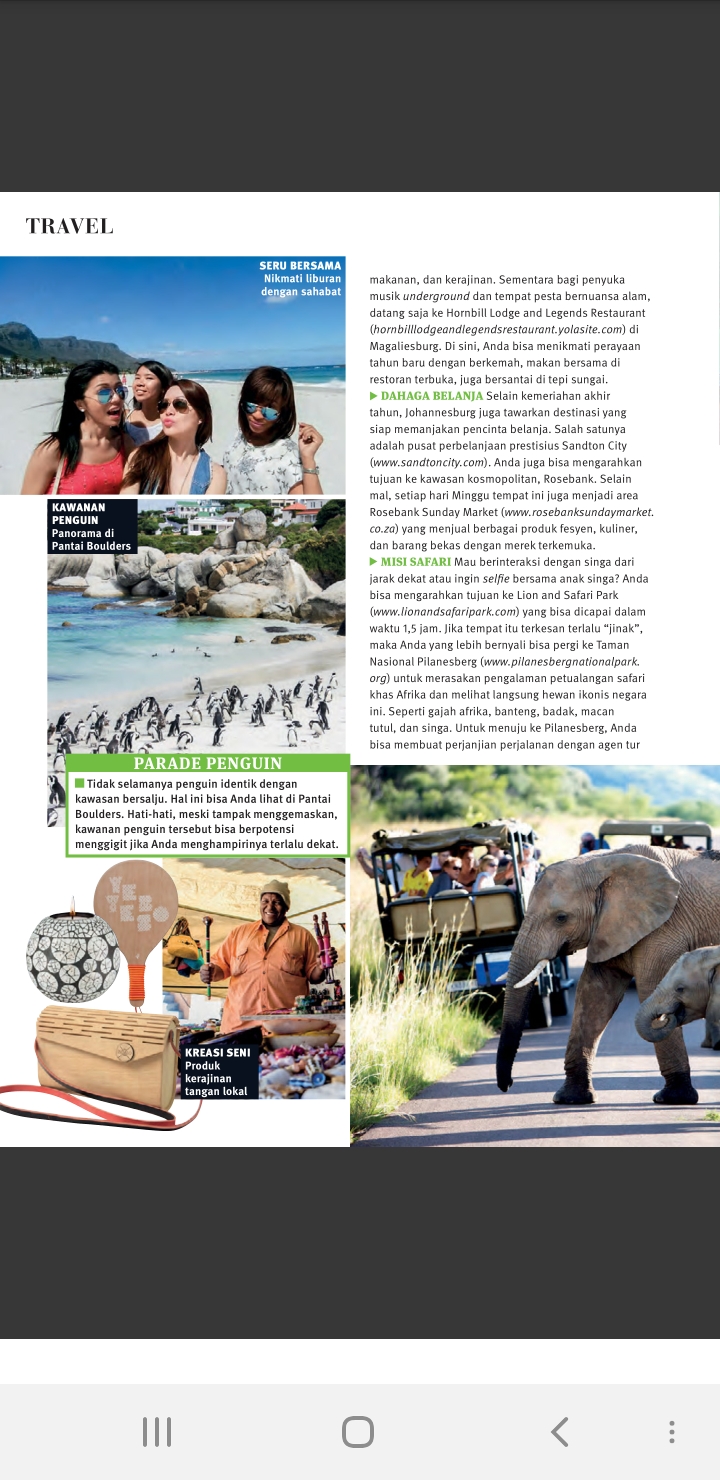 TRAVEL
SERU BERSAMA
Nikmati liburan
dengan sahabat
KAWANAN
PENGUIN
Panorama di
Pantai Boulders
PARADE PENGUIN
Tidak selamanya penguin identik dengan
kawasan bersalju. Hal ini bisa Anda lihat di Pantai
Boulders. Hati-hati, meski tampak menggemaskan,
kawanan penguin tersebut bisa berpotensi
menggigit jika Anda menghampirinya terlalu dekat.
YE
BO
YE
BO
KREASI SENI
Produk
kerajinan
tangan lokal
makanan, dan kerajinan. Sementara bagi penyuka
musik underground dan tempat pesta bernuansa alam,
datang saja ke Hornbill Lodge and Legends Restaurant
(hornbilllodgeandlegendsrestaurant.yolasite.com) di
Magaliesburg. Di sini, Anda bisa menikmati perayaan
tahun baru dengan berkemah, makan bersama di
restoran terbuka, juga bersantai di tepi sungai.
▶ DAHAGA BELANJA Selain kemeriahan akhir
tahun, Johannesburg juga tawarkan destinasi yang
siap memanjakan pencinta belanja. Salah satunya
adalah pusat perbelanjaan prestisius Sandton City
(www.sandtoncity.com). Anda juga bisa mengarahkan
tujuan ke kawasan kosmopolitan, Rosebank. Selain
mal, setiap hari Minggu tempat ini juga menjadi area
Rosebank Sunday Market (www.rosebanksundaymarket.
co.za) yang menjual berbagai produk fesyen, kuliner,
dan barang bekas dengan merek terkemuka.
▶ MISI SAFARI Mau berinteraksi dengan singa dari
jarak dekat atau ingin selfie bersama anak singa? Anda
bisa mengarahkan tujuan ke Lion and Safari Park
(www.lionandsafaripark.com) yang bisa dicapai dalam
waktu 1,5 jam. Jika tempat itu terkesan terlalu “jinak”,
maka Anda yang lebih bernyali bisa pergi ke Taman
Nasional Pilanesberg (www.pilanesbergnationalpark.
org) untuk merasakan pengalaman petualangan safari
khas Afrika dan melihat langsung hewan ikonis negara
ini. Seperti gajah afrika, banteng, badak, macan
tutul, dan singa. Untuk menuju ke Pilanesberg, Anda
bisa membuat perjanjian perjalanan dengan agen tur